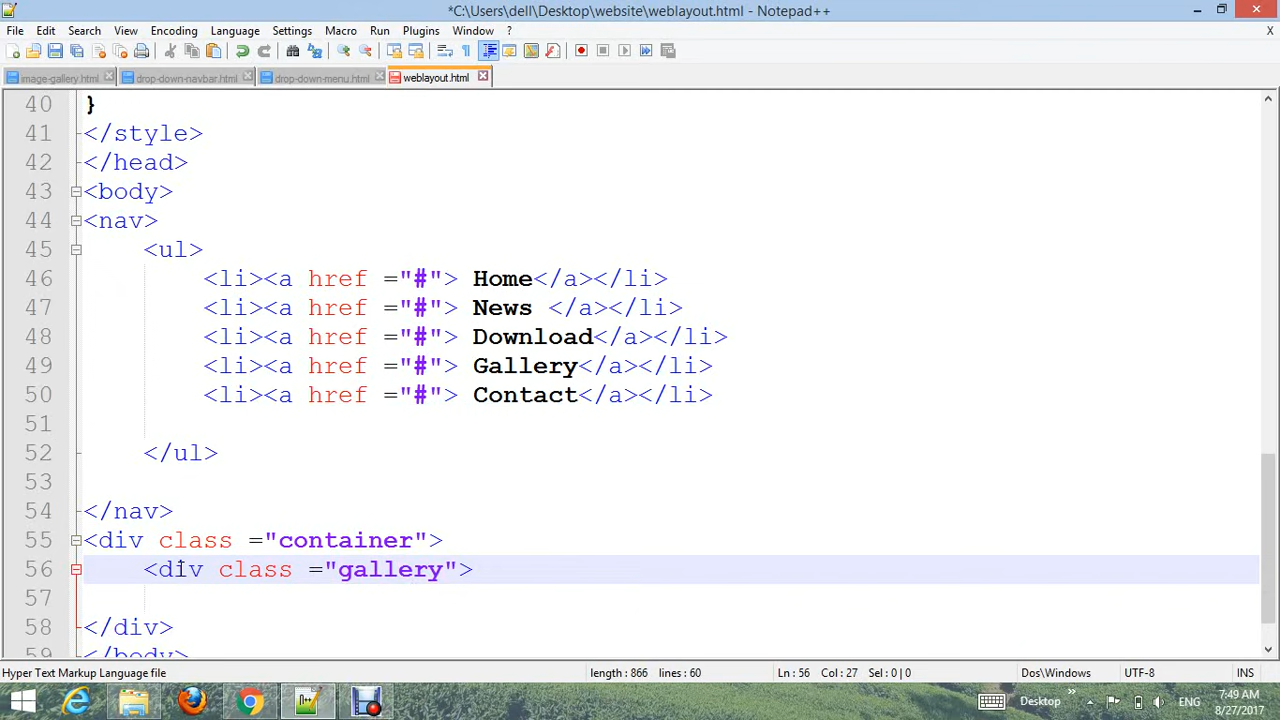 *C:\Users\dell\Desktop\website\weblayout.html - Notepad++
File Edit Search View Encoding Language Settings Macro Run Plugins Window ? X
image-gallery.html drop-down-navbar.html drop-down-menu.html weblayout.html
40 }
41 </style>
42 </head>
43 <body>
44 <nav>
45 <ul>
46 <li><a href ="#"> Home</a></li>
47 <li><a href ="#"> News </a></li>
48 <li><a href ="#"> Download</a></li>
49 <li><a href ="#"> Gallery</a></li>
50 <li><a href ="#"> Contact</a></li>
51
52 </ul>
53
54 </nav>
55 <div class ="container">
56 <div class ="gallery">
57
58 </div>
59 </body>
Hyper Text Markup Language file length : 866 lines : 60 Ln : 56 Col : 27 Sel : 0 | 0 Dos\Windows UTF-8 INS
Desktop » ENG 7:49 AM
8/27/2017